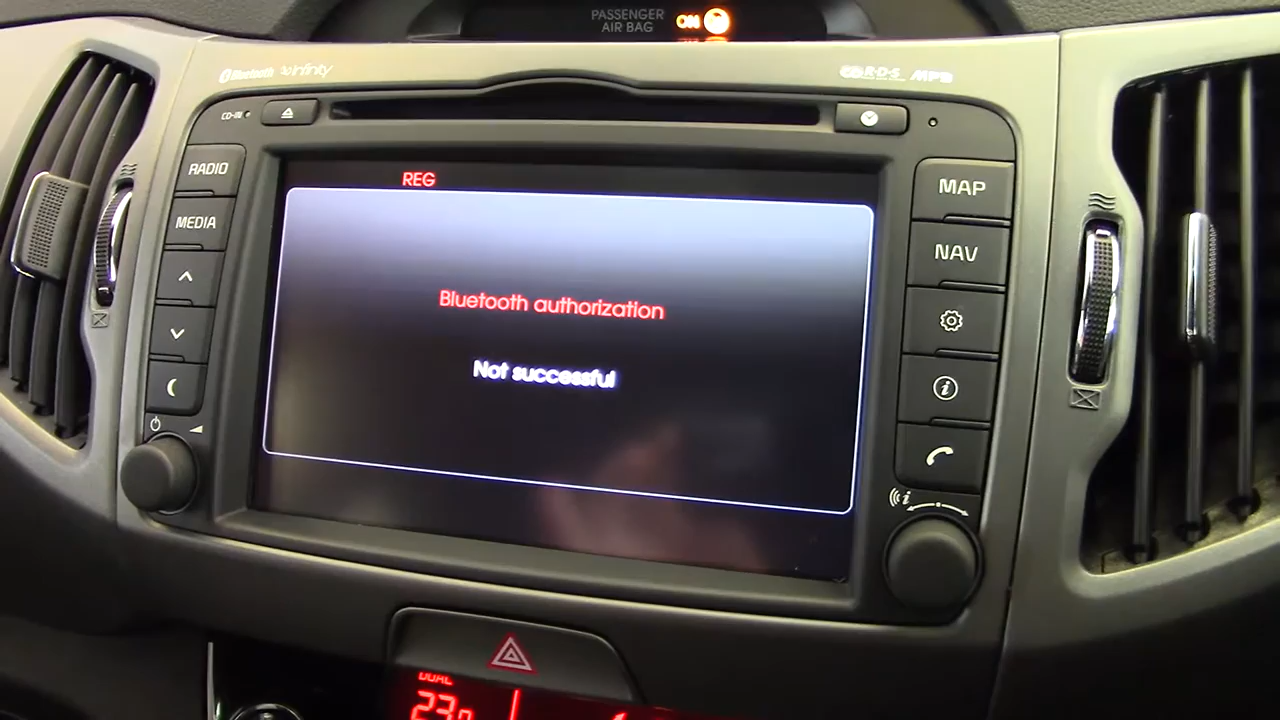 PASSENGER
AIR BAG
ON
Bluetooth
infinity
R·D·S
MP3
CD-IN
RADIO
MEDIA
MAP
NAV
REG
Bluetooth authorization
Not successful
DUAL